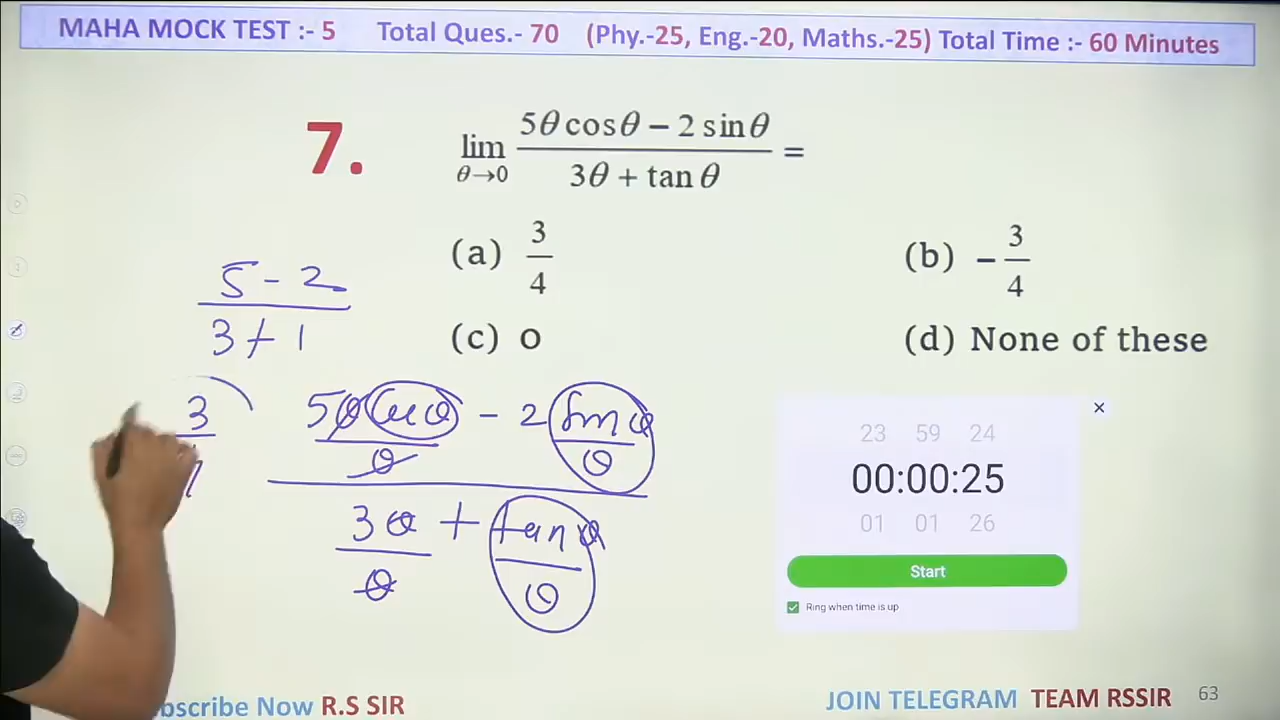 MAHA MOCK TEST :- 5 Total Ques.- 70 (Phy.-25, Eng.-20, Maths.-25) Total Time :- 60 Minutes
7. lim θ→0 (5θ cosθ − 2 sinθ) / (3θ + tan θ) =
(a) 3/4
(b) − 3/4
(c) 0
(d) None of these
5 - 2
3 + 1
3
5θ cosθ / θ - 2 sinθ / θ
3θ / θ + tanθ / θ
×
23 59 24
00:00:25
01 01 26
Start
Ring when time is up
bscribe Now R.S SIR
JOIN TELEGRAM TEAM RSSIR 63